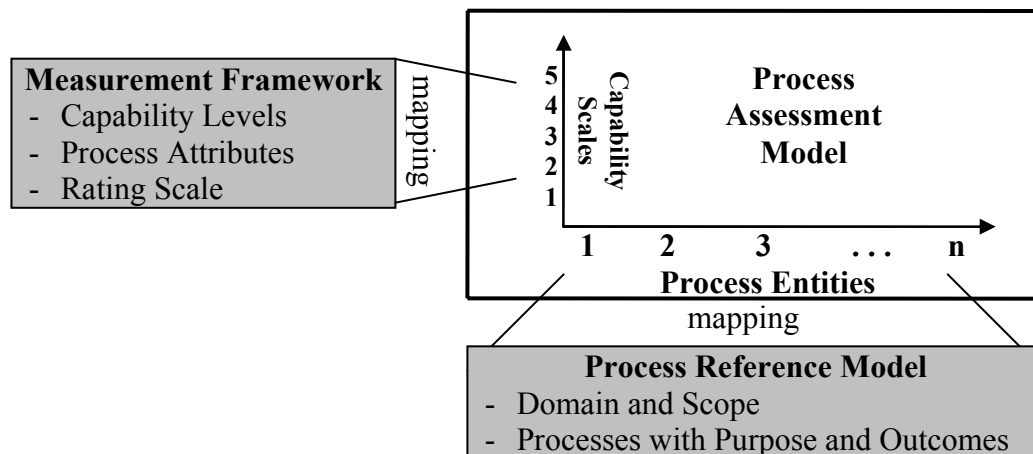 Measurement Framework
- Capability Levels
- Process Attributes
- Rating Scale
mapping
5
4
3
2
1
Capability
Scales
Process
Assessment
Model
1 2 3 . . . n
Process Entities
mapping
Process Reference Model
- Domain and Scope
- Processes with Purpose and Outcomes